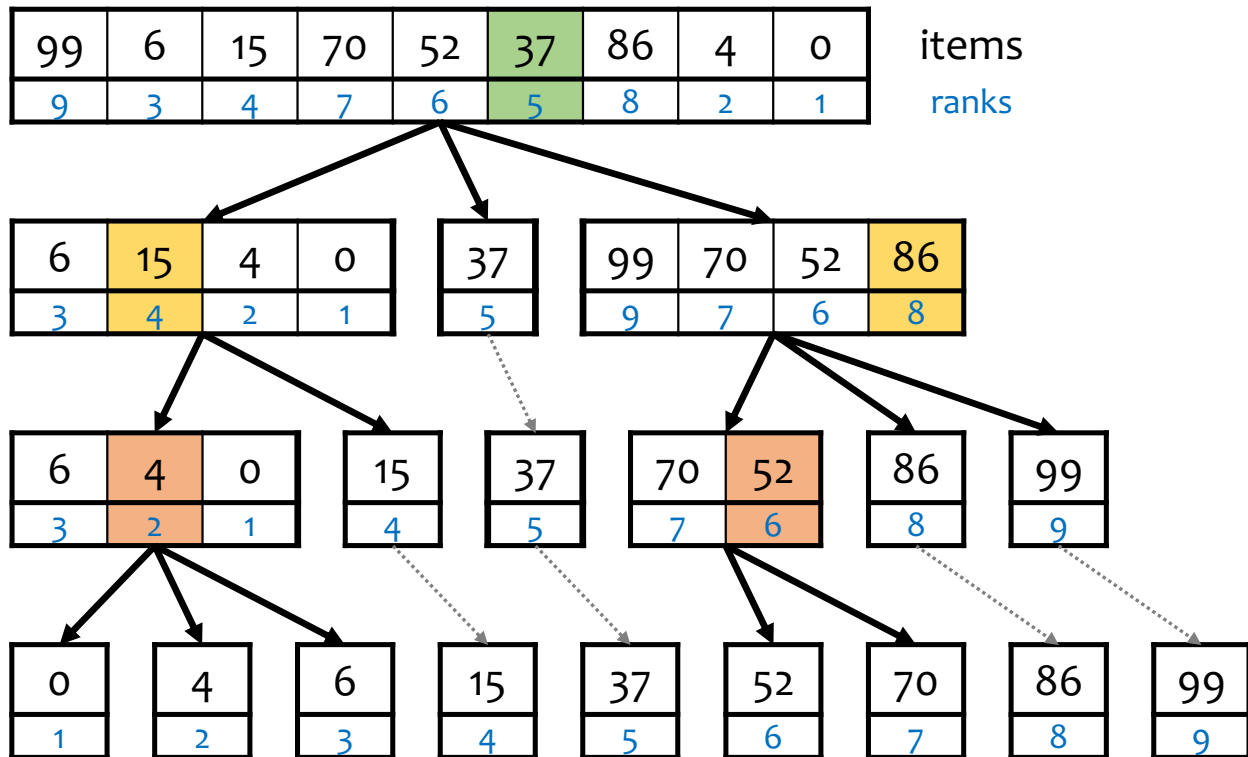 99 6 15 70 52 37 86 4 0 items
9 3 4 7 6 5 8 2 1 ranks
6 15 4 0 37 99 70 52 86
3 4 2 1 5 9 7 6 8
6 4 0 15 37 70 52 86 99
3 2 1 4 5 7 6 8 9
0 4 6 15 37 52 70 86 99
1 2 3 4 5 6 7 8 9